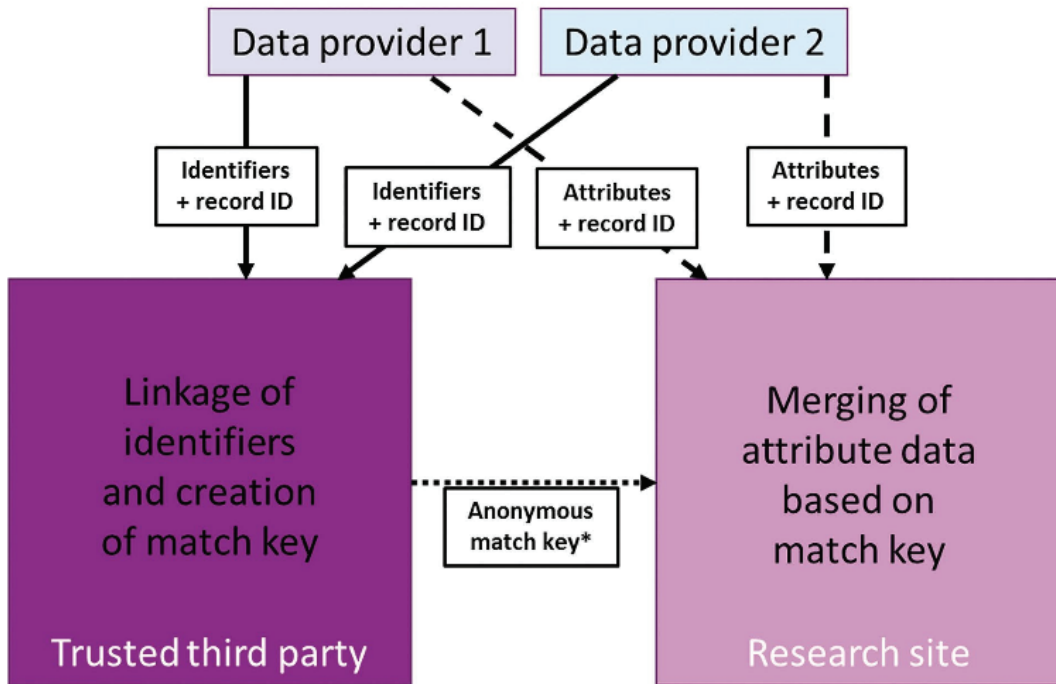 Data provider 1
Data provider 2
Identifiers
+ record ID
Identifiers
+ record ID
Attributes
+ record ID
Attributes
+ record ID
Linkage of
identifiers
and creation
of match key
Trusted third party
Anonymous
match key*
Merging of
attribute data
based on
match key
Research site